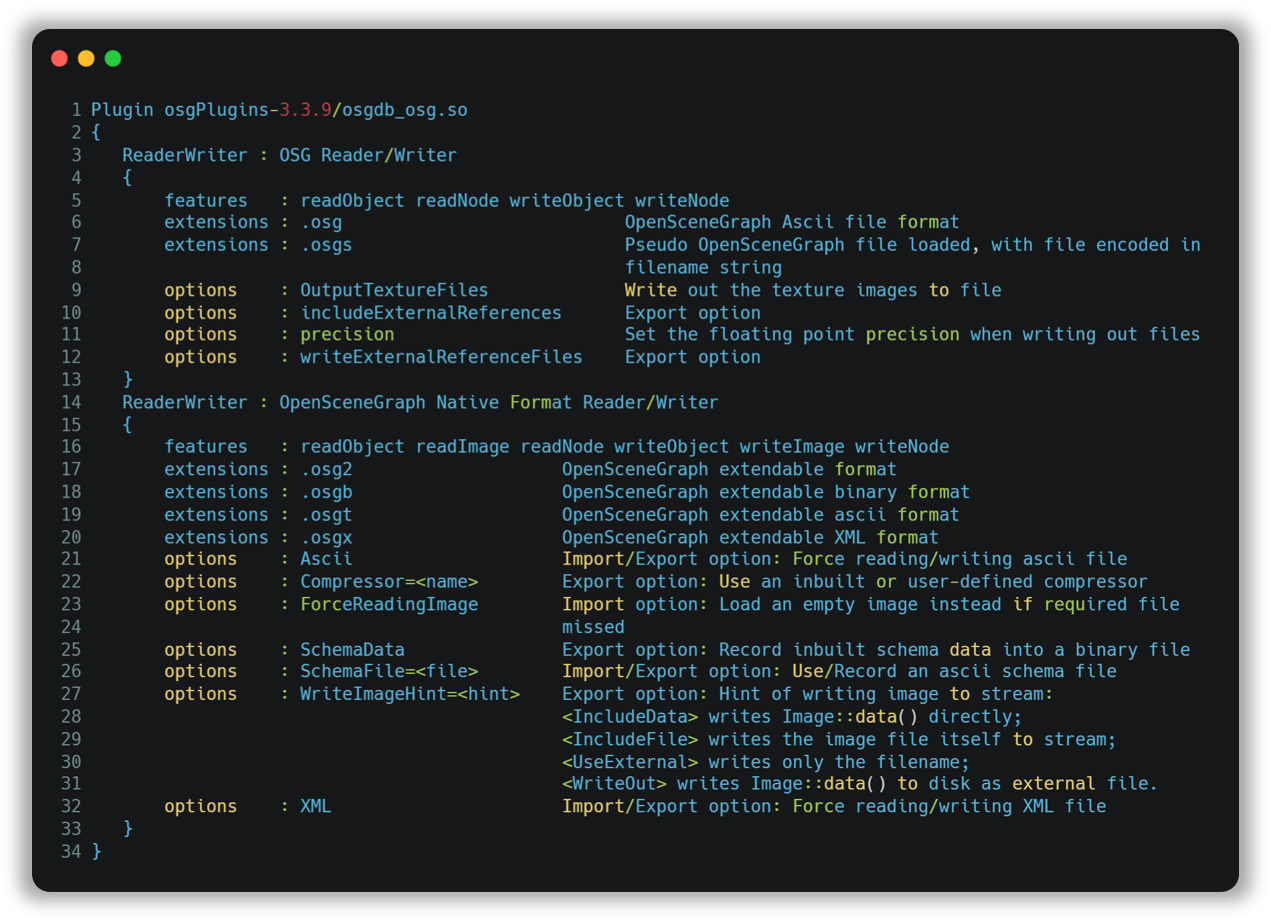 1 Plugin osgPlugins-3.3.9/osgdb_osg.so
2 {
3    ReaderWriter : OSG Reader/Writer
4    {
5        features   : readObject readNode writeObject writeNode
6        extensions : .osg                           OpenSceneGraph Ascii file format
7        extensions : .osgs                          Pseudo OpenSceneGraph file loaded, with file encoded in
8                                                    filename string
9        options    : OutputTextureFiles             Write out the texture images to file
10        options    : includeExternalReferences      Export option
11        options    : precision                      Set the floating point precision when writing out files
12        options    : writeExternalReferenceFiles    Export option
13    }
14    ReaderWriter : OpenSceneGraph Native Format Reader/Writer
15    {
16        features   : readObject readImage readNode writeObject writeImage writeNode
17        extensions : .osg2                    OpenSceneGraph extendable format
18        extensions : .osgb                    OpenSceneGraph extendable binary format
19        extensions : .osgt                    OpenSceneGraph extendable ascii format
20        extensions : .osgx                    OpenSceneGraph extendable XML format
21        options    : Ascii                    Import/Export option: Force reading/writing ascii file
22        options    : Compressor=<name>        Export option: Use an inbuilt or user-defined compressor
23        options    : ForceReadingImage        Import option: Load an empty image instead if required file
24                                              missed
25        options    : SchemaData               Export option: Record inbuilt schema data into a binary file
26        options    : SchemaFile=<file>        Import/Export option: Use/Record an ascii schema file
27        options    : WriteImageHint=<hint>    Export option: Hint of writing image to stream:
28                                              <IncludeData> writes Image::data() directly;
29                                              <IncludeFile> writes the image file itself to stream;
30                                              <UseExternal> writes only the filename;
31                                              <WriteOut> writes Image::data() to disk as external file.
32        options    : XML                      Import/Export option: Force reading/writing XML file
33    }
34 }